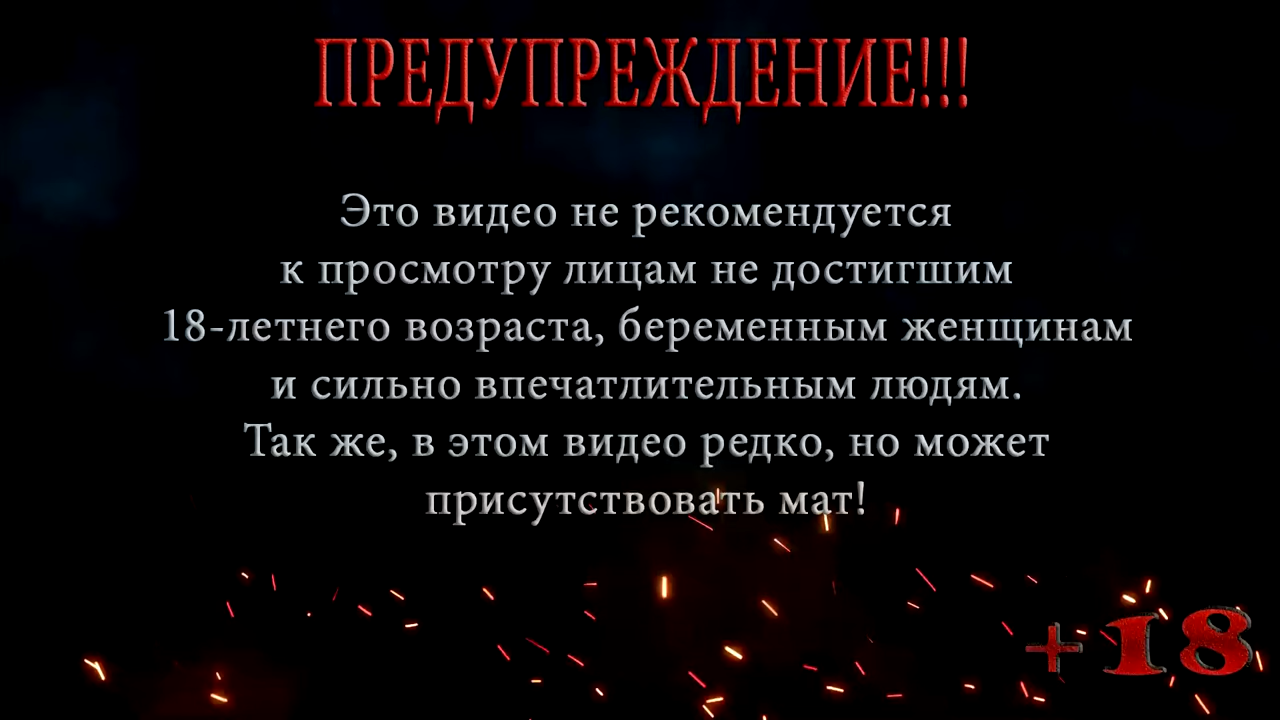 ПРЕДУПРЕЖДЕНИЕ!!!
Это видео не рекомендуется
к просмотру лицам не достигшим
18-летнего возраста, беременным женщинам
и сильно впечатлительным людям.
Так же, в этом видео редко, но может
присутствовать мат!
+18